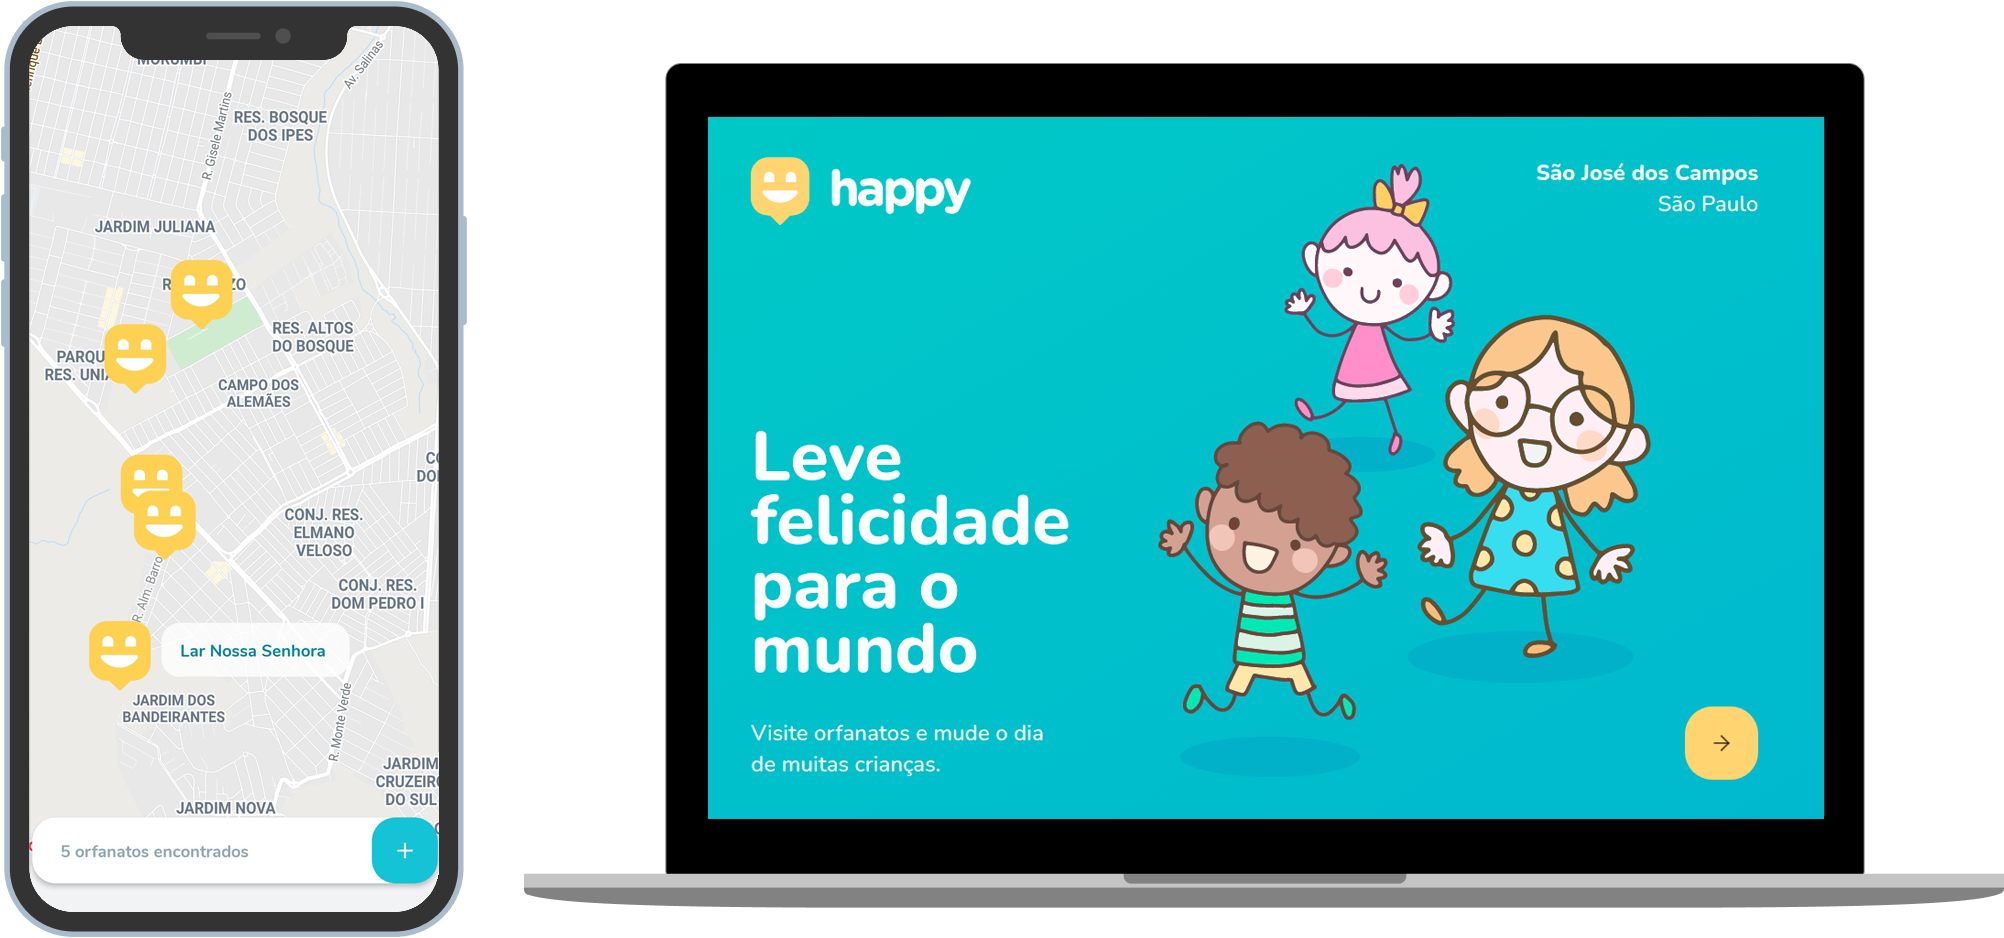 MORUMBI
Av. Salinas
R. Gisele Martins
RES. BOSQUE
DOS IPES
JARDIM JULIANA
RES. ALTOS
DO BOSQUE
RES.
CAMPO DOS
ALEMÃES
CONJ. RES.
ELMANO
VELOSO
CONJ. RES.
DOM PEDRO I
R. Alm. Barro
Lar Nossa Senhora
JARDIM DOS
BANDEIRANTES
R. Monte Verde
JARDIM
CRUZEIRO
DO SUL
JARDIM NOVA
5 orfanatos encontrados
+
happy
São José dos Campos
São Paulo
Leve
felicidade
para o
mundo
Visite orfanatos e mude o dia
de muitas crianças.